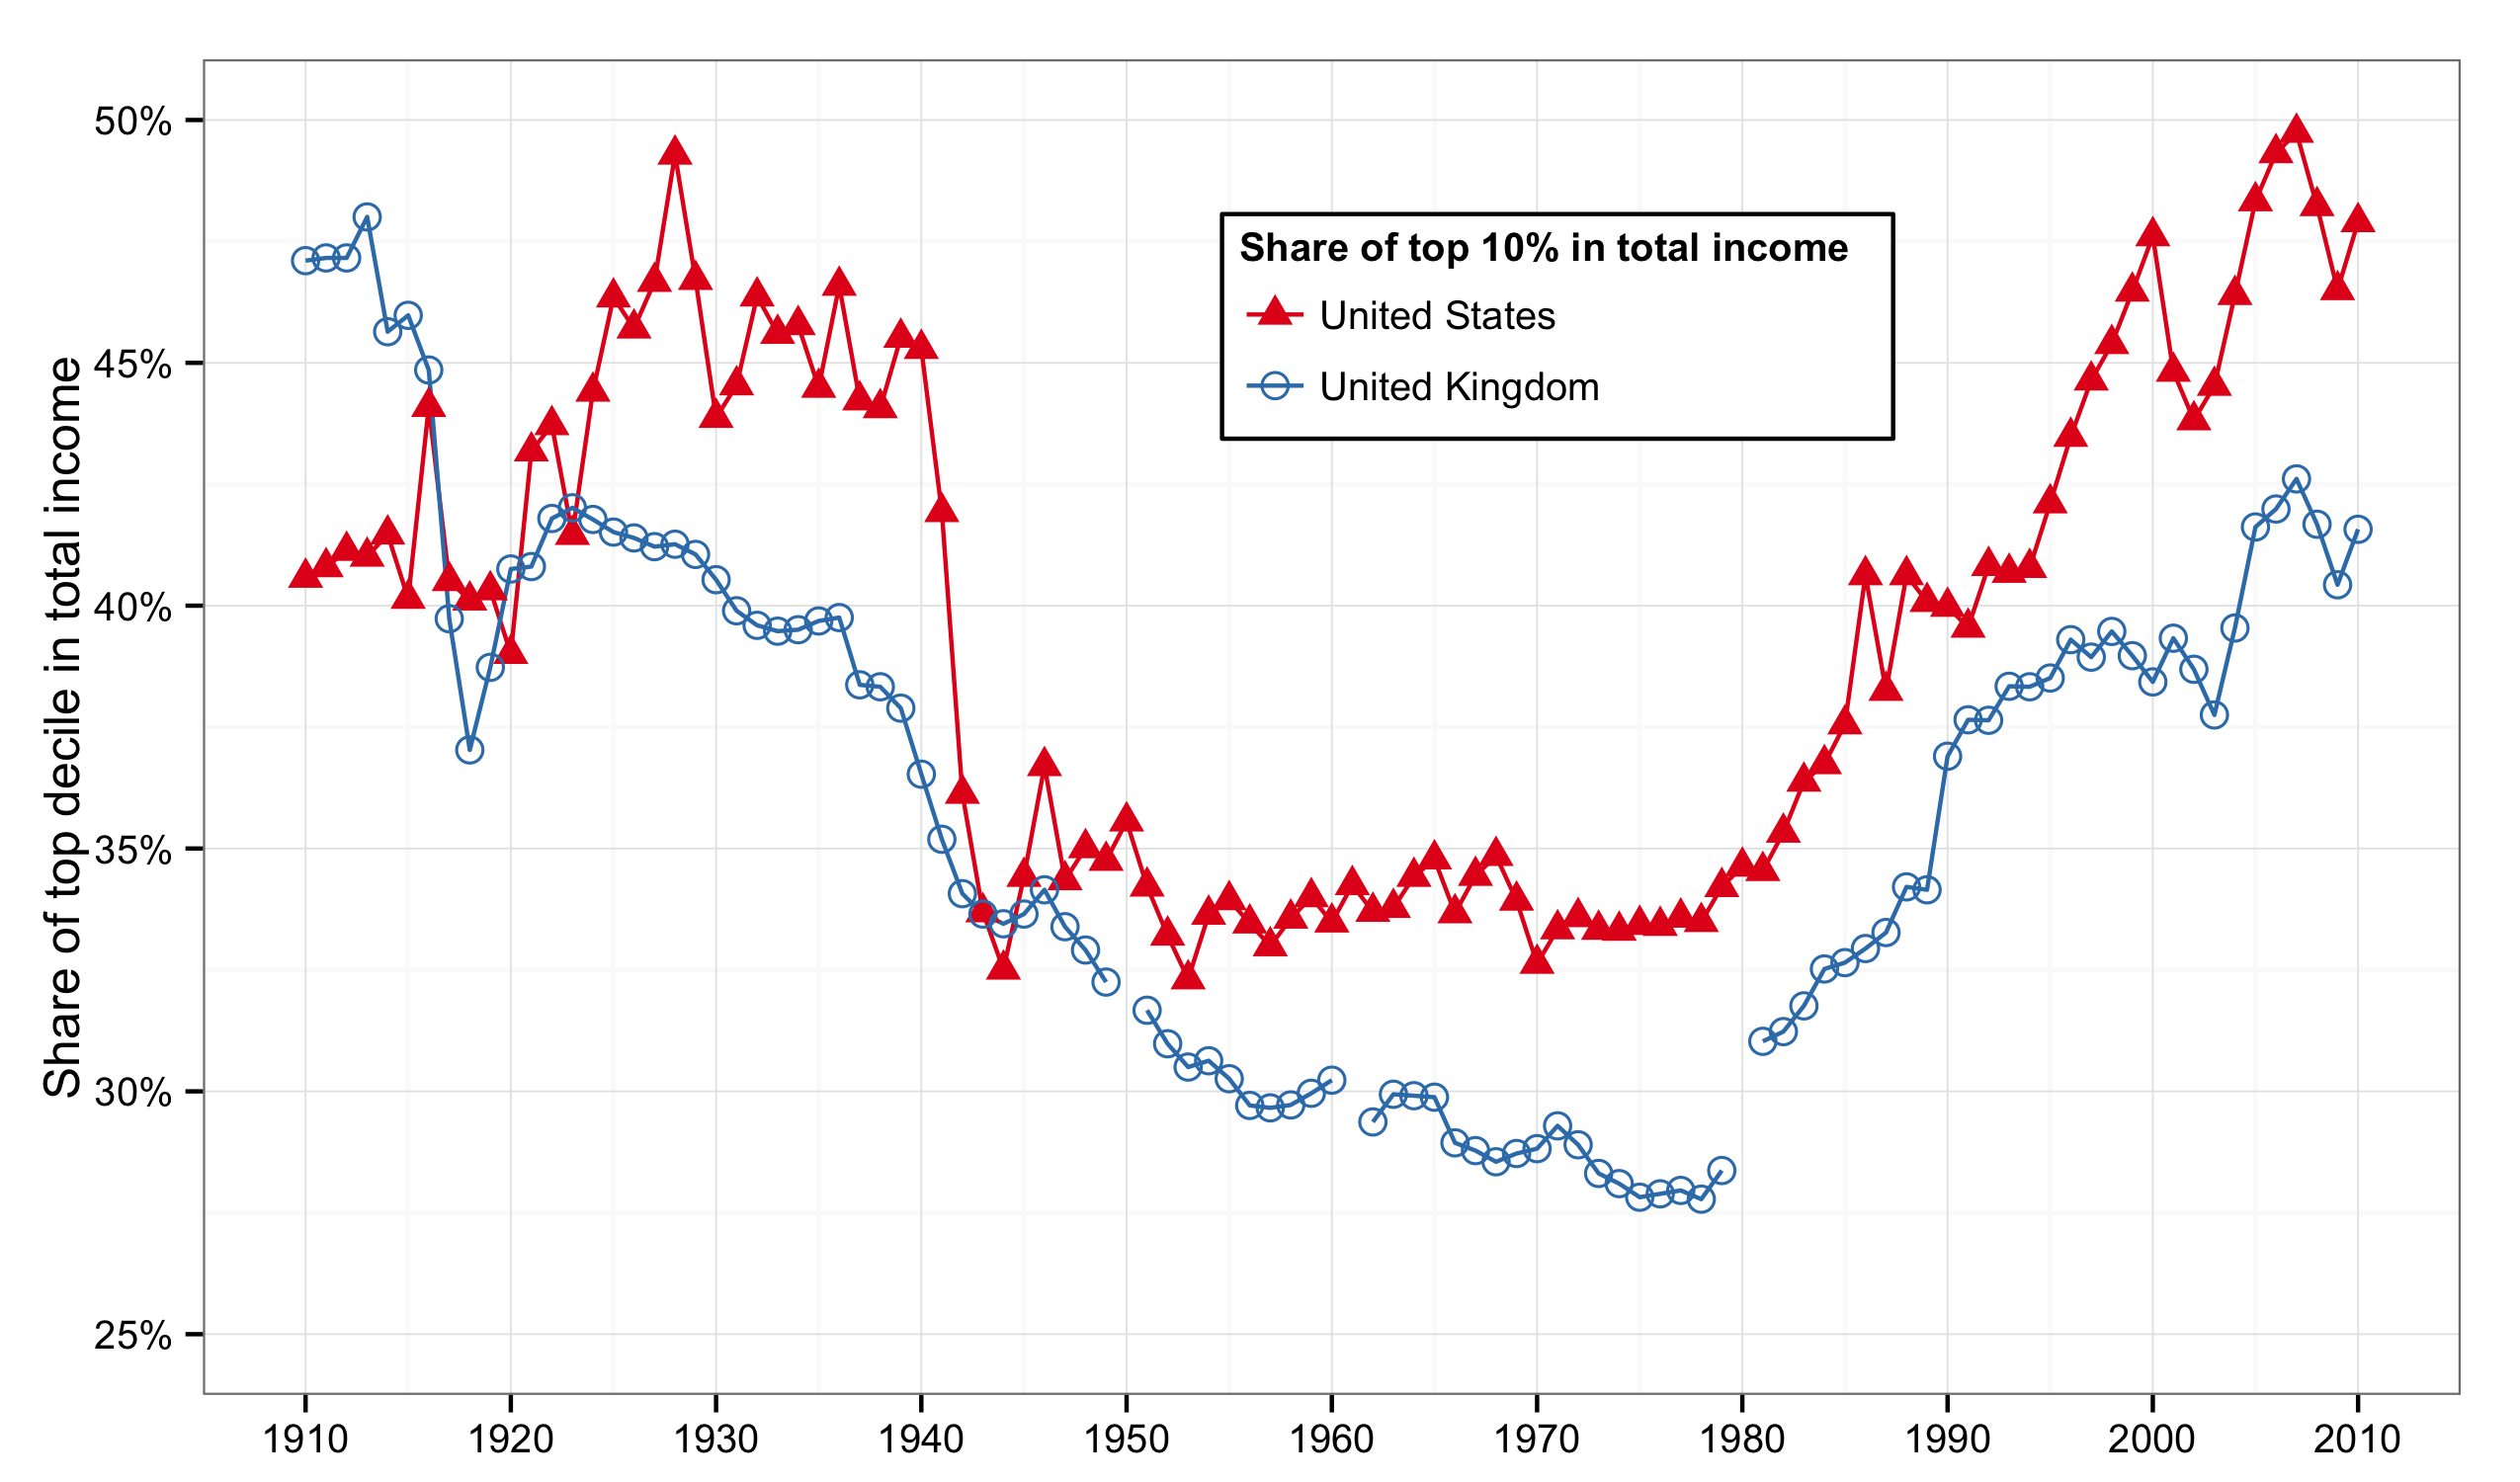 Share of top decile in total income
50%
45%
40%
35%
30%
25%
Share of top 10% in total income
United States
United Kingdom
1910 1920 1930 1940 1950 1960 1970 1980 1990 2000 2010